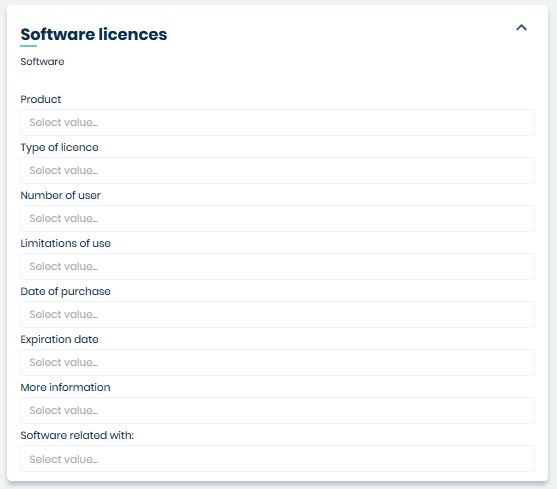 Software licences
Software
Product
Select value...
Type of licence
Select value...
Number of user
Select value...
Limitations of use
Select value...
Date of purchase
Select value...
Expiration date
Select value...
More information
Select value...
Software related with:
Select value...